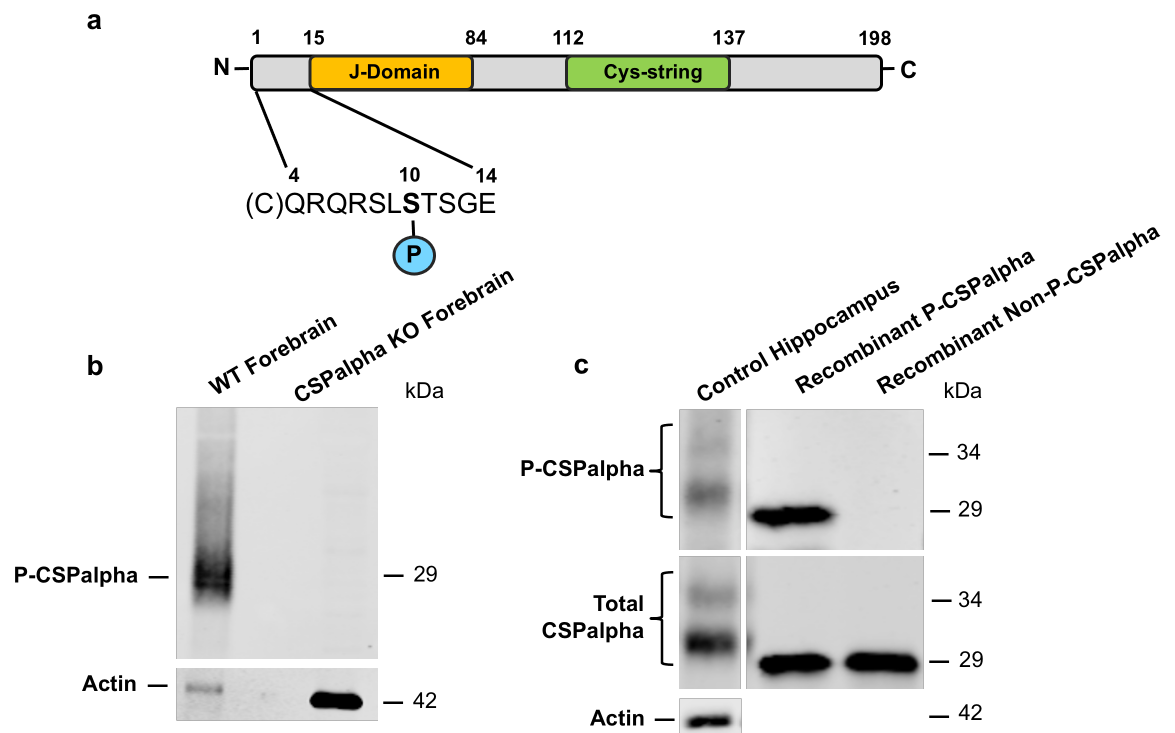 a
1 15 84 112 137 198
N J-Domain Cys-string C
4 10 14
(C)QRQRSLSTSGE
P
b
WT Forebrain
CSPalpha KO Forebrain
kDa
P-CSPalpha 29
Actin 42
c
Control Hippocampus
Recombinant P-CSPalpha
Recombinant Non-P-CSPalpha
kDa
34
P-CSPalpha
29
34
Total
CSPalpha
29
Actin 42